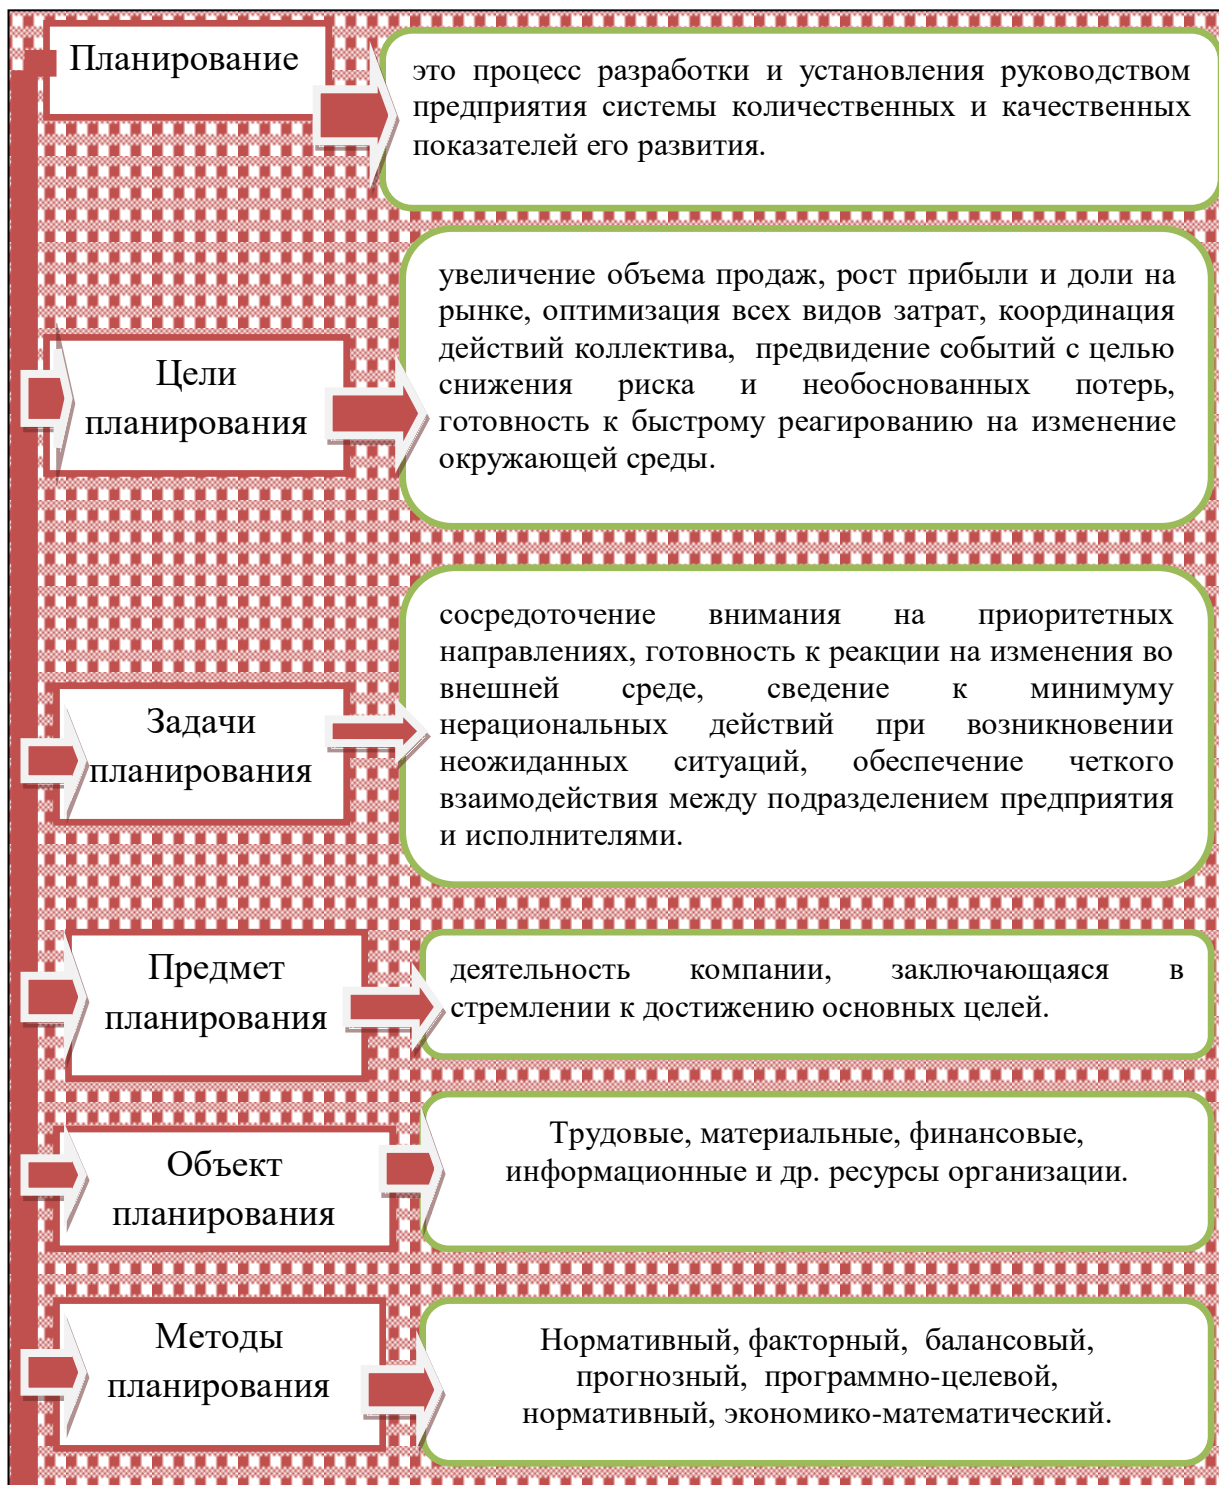 Планирование
это процесс разработки и установления руководством
предприятия системы количественных и качественных
показателей его развития.
Цели
планирования
увеличение объема продаж, рост прибыли и доли на
рынке, оптимизация всех видов затрат, координация
действий коллектива, предвидение событий с целью
снижения риска и необоснованных потерь,
готовность к быстрому реагированию на изменение
окружающей среды.
Задачи
планирования
сосредоточение внимания на приоритетных
направлениях, готовность к реакции на изменения во
внешней среде, сведение к минимуму
нерациональных действий при возникновении
неожиданных ситуаций, обеспечение четкого
взаимодействия между подразделением предприятия
и исполнителями.
Предмет
планирования
деятельность компании, заключающаяся в
стремлении к достижению основных целей.
Объект
планирования
Трудовые, материальные, финансовые,
информационные и др. ресурсы организации.
Методы
планирования
Нормативный, факторный, балансовый,
прогнозный, программно-целевой,
нормативный, экономико-математический.